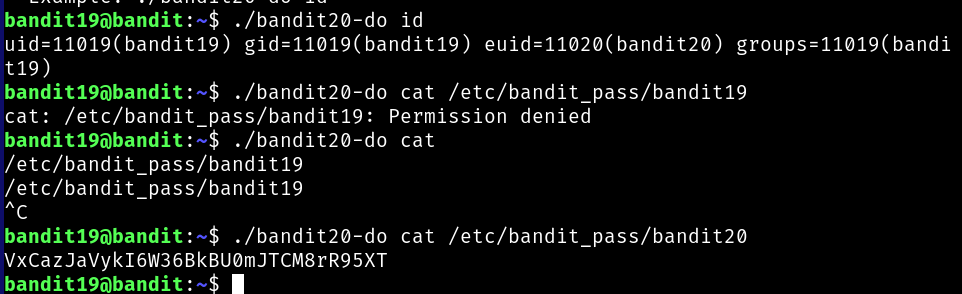 Example: ./bandit20-do id
bandit19@bandit:~$ ./bandit20-do id
uid=11019(bandit19) gid=11019(bandit19) euid=11020(bandit20) groups=11019(bandi
t19)
bandit19@bandit:~$ ./bandit20-do cat /etc/bandit_pass/bandit19
cat: /etc/bandit_pass/bandit19: Permission denied
bandit19@bandit:~$ ./bandit20-do cat
/etc/bandit_pass/bandit19
/etc/bandit_pass/bandit19
^C
bandit19@bandit:~$ ./bandit20-do cat /etc/bandit_pass/bandit20
VxCazJaVykI6W36BkBU0mJTCM8rR95XT
bandit19@bandit:~$